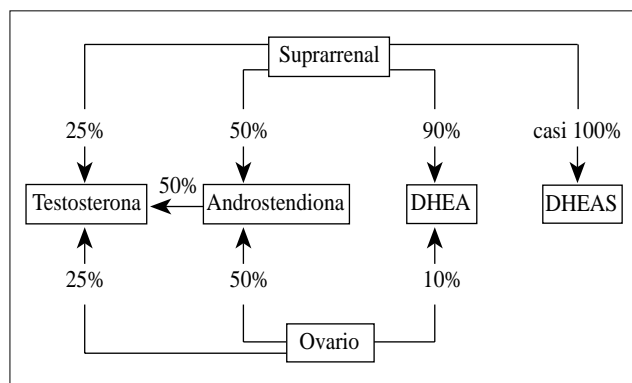 Suprarrenal
25% 50% 90% casi 100%
50%
Testosterona Androstendiona DHEA DHEAS
25% 50% 10%
Ovario